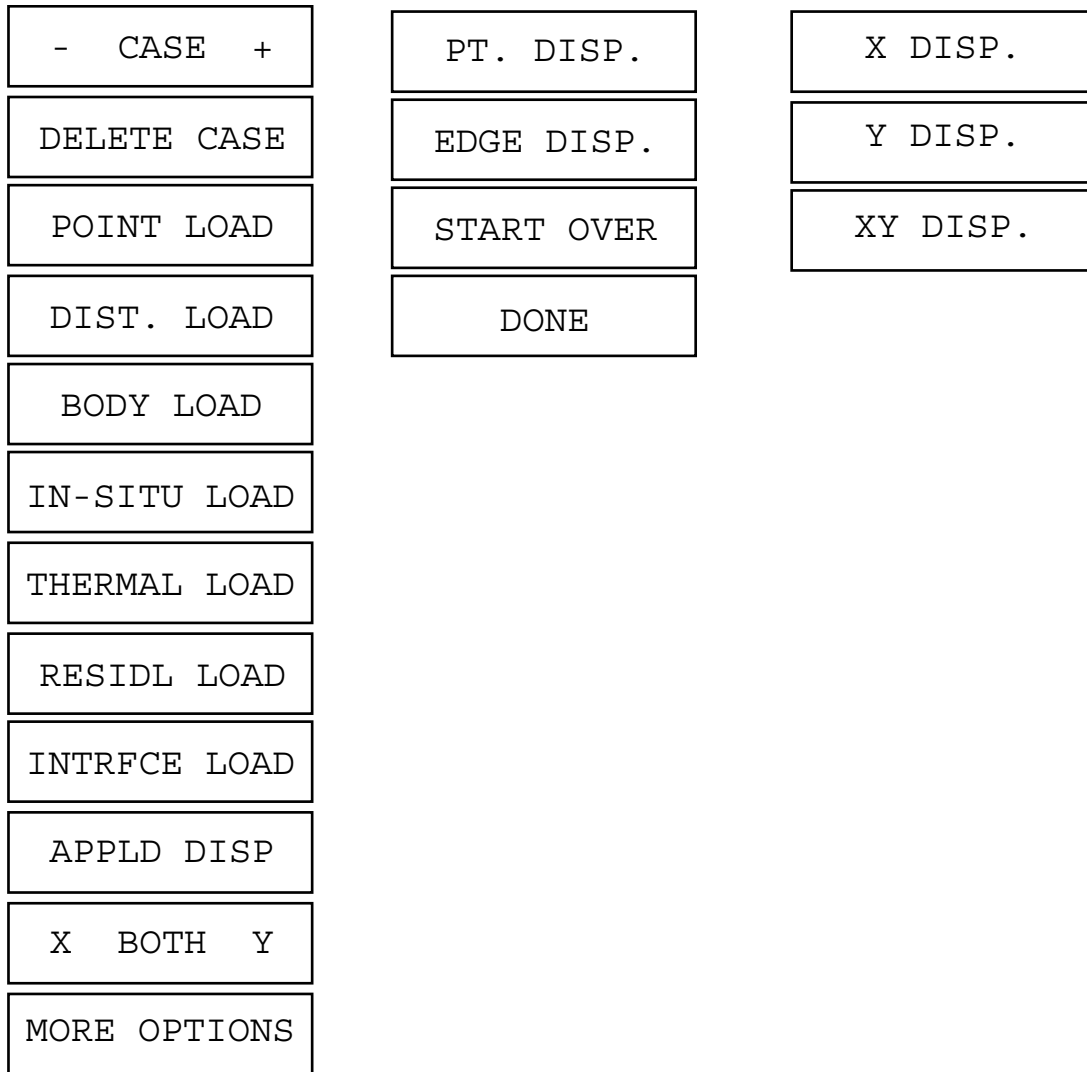 - CASE +
DELETE CASE
POINT LOAD
DIST. LOAD
BODY LOAD
IN-SITU LOAD
THERMAL LOAD
RESIDL LOAD
INTRFCE LOAD
APPLD DISP
X BOTH Y
MORE OPTIONS
PT. DISP.
EDGE DISP.
START OVER
DONE
X DISP.
Y DISP.
XY DISP.